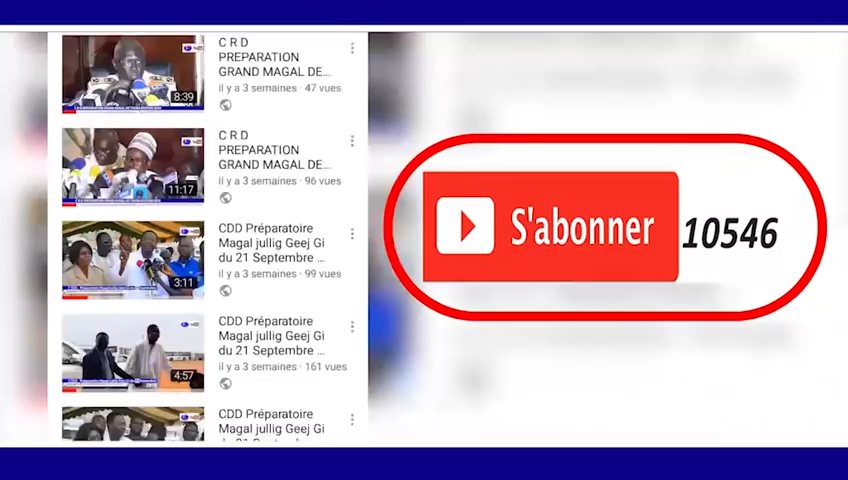 C R D
PREPARATION
GRAND MAGAL DE...
il y a 3 semaines · 47 vues
8:39
C R D
PREPARATION
GRAND MAGAL DE...
il y a 3 semaines · 96 vues
11:17
CDD Préparatoire
Magal jullig Geej Gi
du 21 Septembre ...
il y a 3 semaines · 99 vues
3:11
CDD Préparatoire
Magal jullig Geej Gi
du 21 Septembre ...
il y a 3 semaines · 161 vues
4:57
CDD Préparatoire
Magal jullig Geej Gi
S'abonner
10546